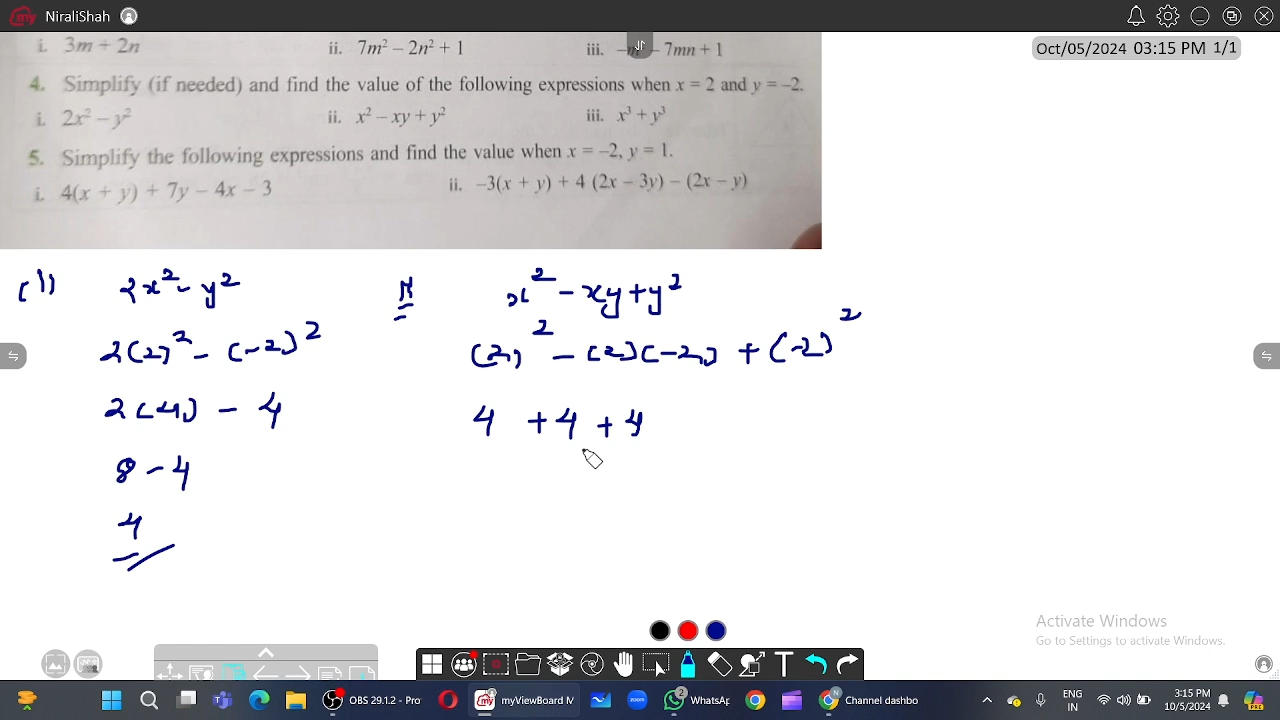 my NiraliShah
Oct/05/2024 03:15 PM 1/1
i. 3m + 2n ii. 7m² – 2n² + 1 iii. – 7mn + 1
4. Simplify (if needed) and find the value of the following expressions when x = 2 and y = –2.
i. 2x² – y² ii. x² – xy + y² iii. x³ + y³
5. Simplify the following expressions and find the value when x = –2, y = 1.
i. 4(x + y) + 7y – 4x – 3 ii. –3(x + y) + 4 (2x – 3y) – (2x – y)
(1) 2x² - y²
2(2)² - (-2)²
2(4) - 4
8 - 4
4
x² - xy + y²
(2)² - (2)(-2) + (-2)²
4 + 4 + 4
Activate Windows
Go to Settings to activate Windows.
T
OBS 29.1.2 - Pro
my myViewBoard W
zoom
2 WhatsAp
N Channel dashbo
ENG
IN
3:15 PM
10/5/2024